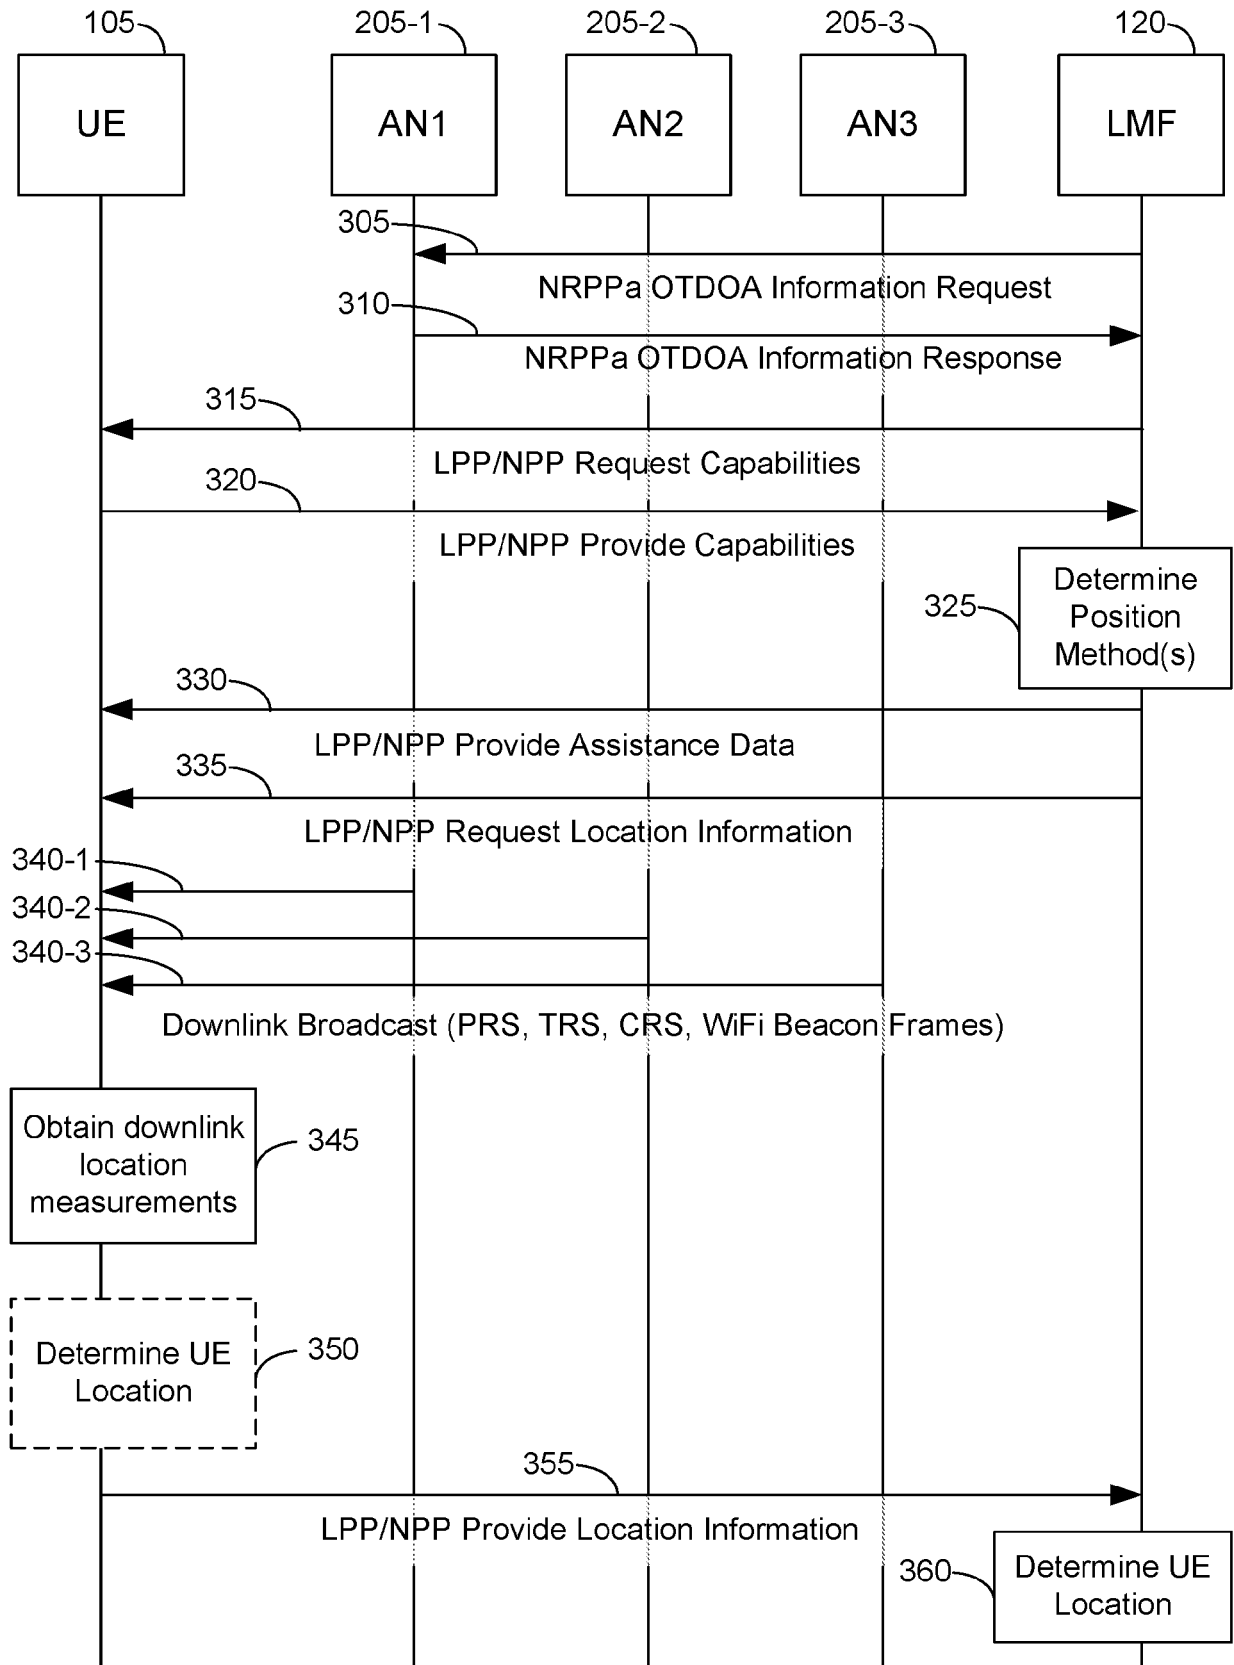 105
205-1
205-2
205-3
120
UE
AN1
AN2
AN3
LMF
305
NRPPa OTDOA Information Request
310
NRPPa OTDOA Information Response
315
LPP/NPP Request Capabilities
320
LPP/NPP Provide Capabilities
325
Determine
Position
Method(s)
330
LPP/NPP Provide Assistance Data
335
LPP/NPP Request Location Information
340-1
340-2
340-3
Downlink Broadcast (PRS, TRS, CRS, WiFi Beacon Frames)
Obtain downlink
location
measurements
345
Determine UE
Location
350
355
LPP/NPP Provide Location Information
360
Determine UE
Location